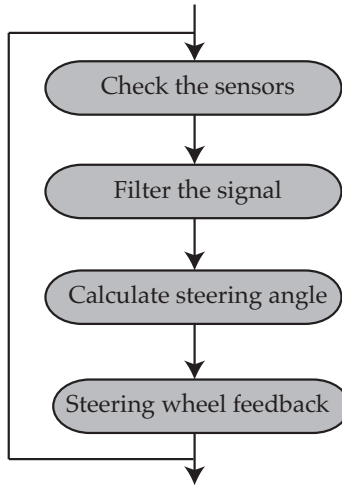 Check the sensors
Filter the signal
Calculate steering angle
Steering wheel feedback